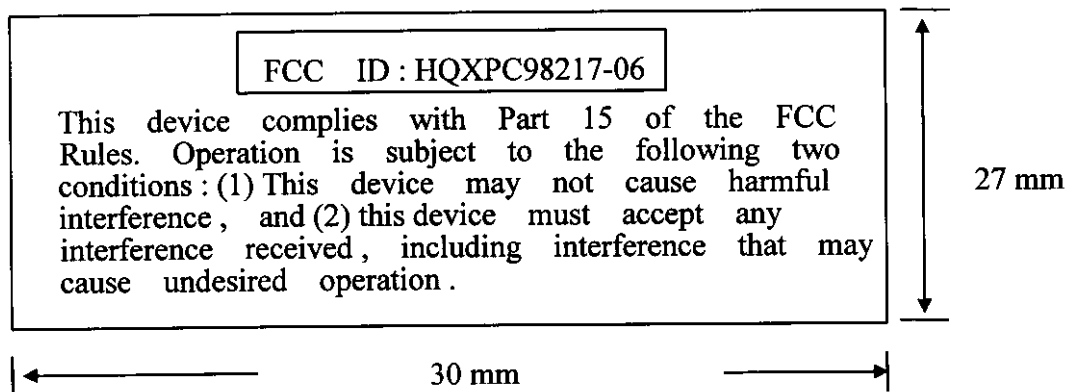 FCC ID : HQXPC98217-06
This device complies with Part 15 of the FCC
Rules. Operation is subject to the following two
conditions : (1) This device may not cause harmful
interference , and (2) this device must accept any
interference received , including interference that may
cause undesired operation .
27 mm
30 mm